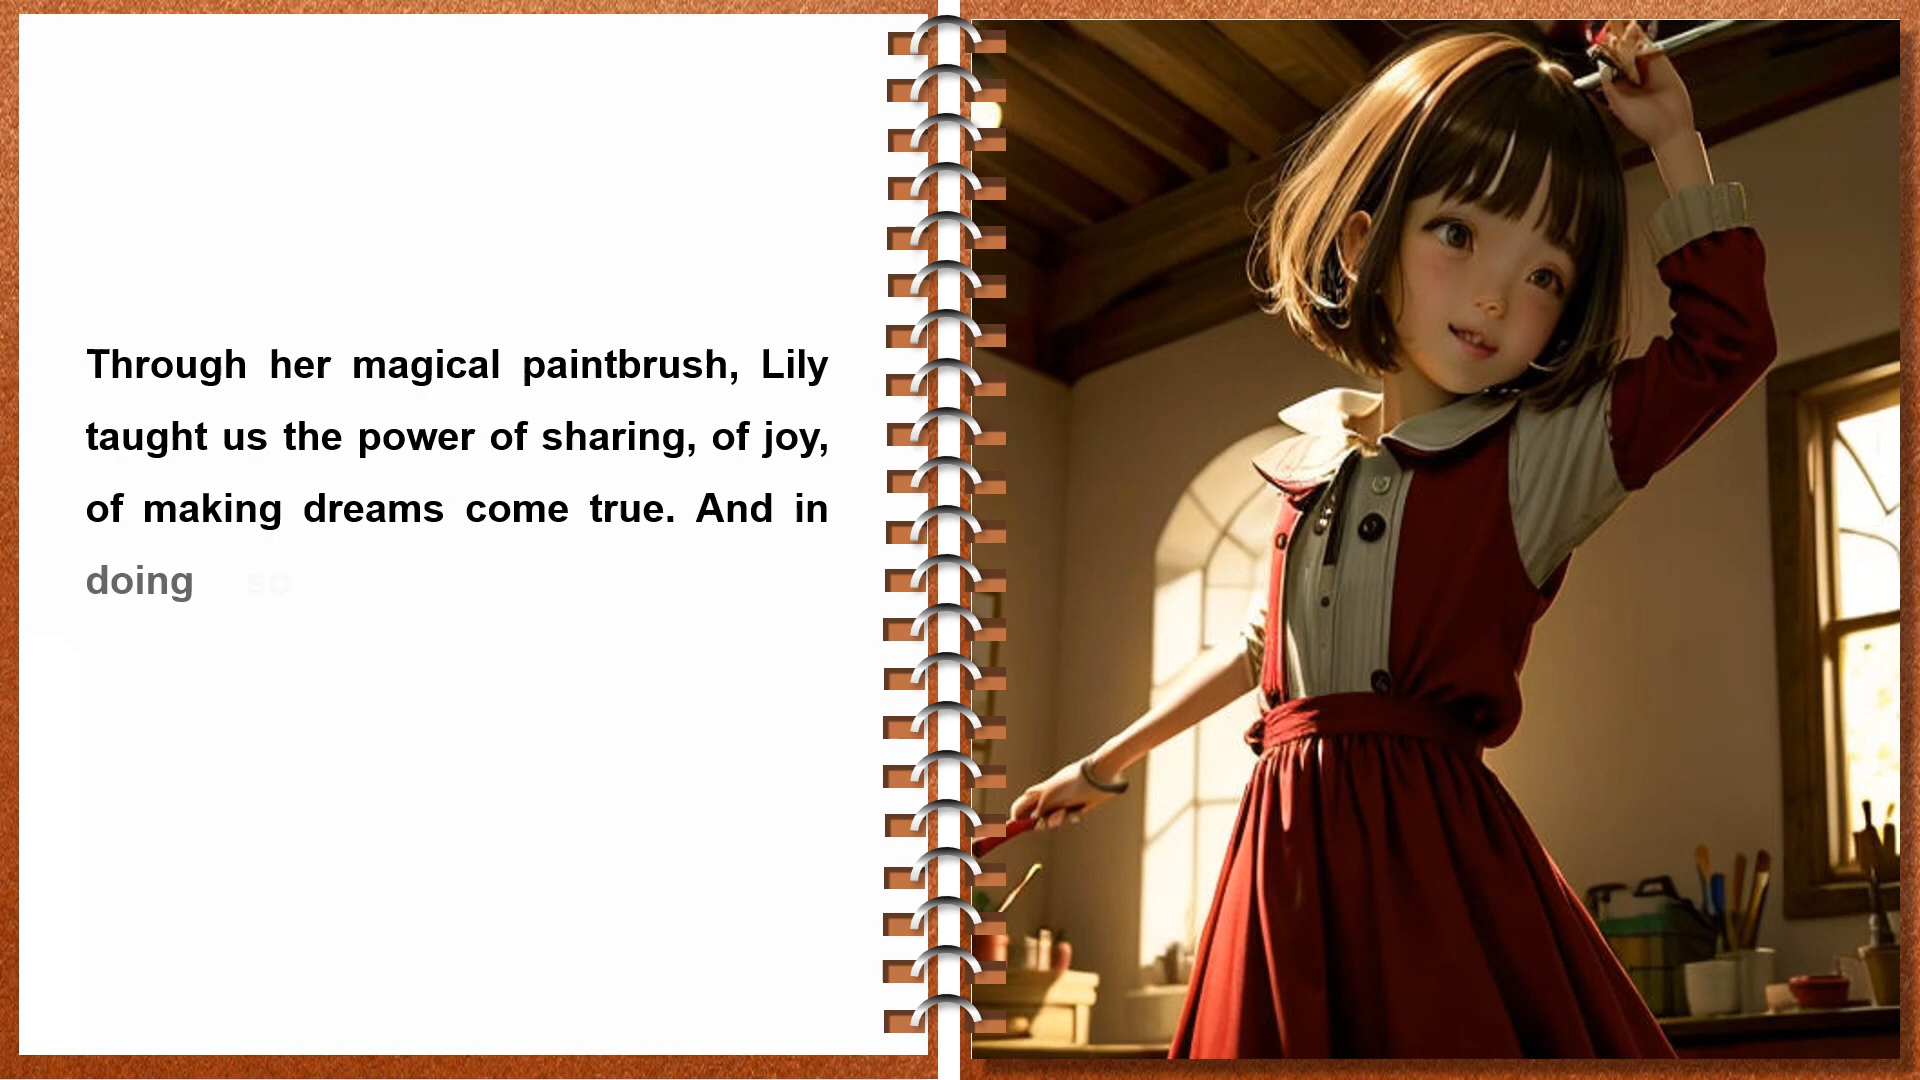 Through her magical paintbrush, Lily
taught us the power of sharing, of joy,
of making dreams come true. And in
doing so